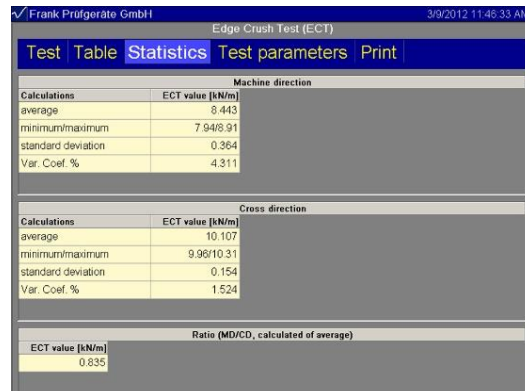 Frank Prüfgeräte GmbH 3/9/2012 11:46:33 AM
Edge Crush Test (ECT)
Test Table Statistics Test parameters Print
Machine direction
Calculations ECT value [kN/m]
average 8.443
minimum/maximum 7.94/8.91
standard deviation 0.364
Var. Coef. % 4.311
Cross direction
Calculations ECT value [kN/m]
average 10.107
minimum/maximum 9.96/10.31
standard deviation 0.154
Var. Coef. % 1.524
Ratio (MD/CD, calculated of average)
ECT value [kN/m]
0.835